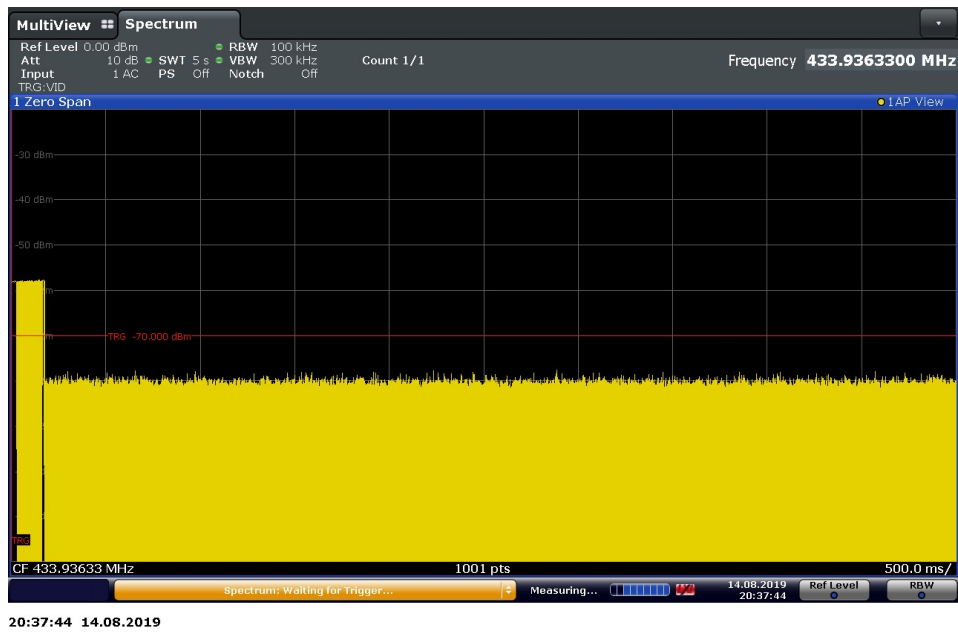 MultiView Spectrum
Ref Level 0.00 dBm RBW 100 kHz
Att 10 dB SWT 5 s VBW 300 kHz Count 1/1 Frequency 433.9363300 MHz
Input 1 AC PS Off Notch Off
TRG:VID
1 Zero Span 1AP View
-30 dBm
-40 dBm
-50 dBm
m
m TRG -70.000 dBm
TRG
CF 433.93633 MHz 1001 pts 500.0 ms/
Spectrum: Waiting for Trigger... Measuring... 14.08.2019 20:37:44 Ref Level RBW
20:37:44 14.08.2019